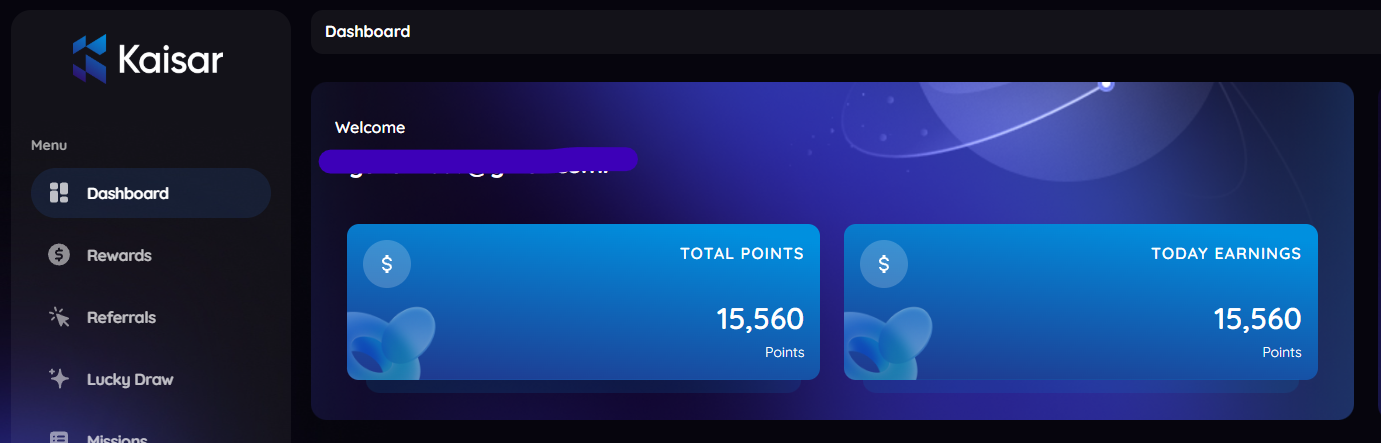 Kaisar
Menu
Dashboard
Rewards
Referrals
Lucky Draw
Missions
Dashboard
Welcome
TOTAL POINTS
15,560
Points
TODAY EARNINGS
15,560
Points